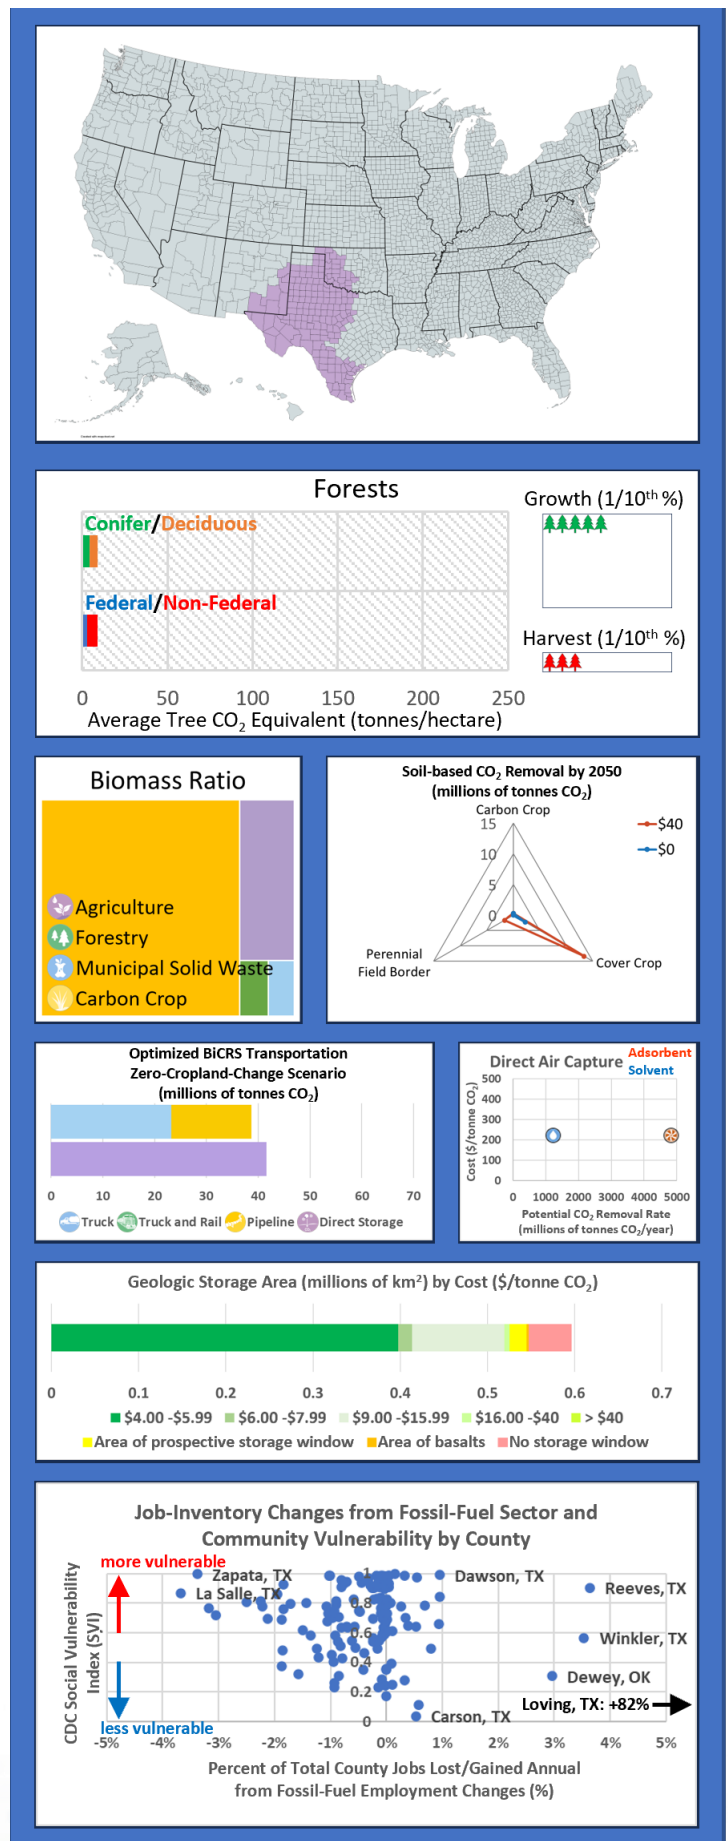 Forests
Conifer/Deciduous
Federal/Non-Federal
0 50 100 150 200 250
Average Tree CO₂ Equivalent (tonnes/hectare)
Growth (1/10th %)
Harvest (1/10th %)
Biomass Ratio
Agriculture
Forestry
Municipal Solid Waste
Carbon Crop
Soil-based CO₂ Removal by 2050
(millions of tonnes CO₂)
Carbon Crop
15
10
5
0
$40
$0
Perennial
Field Border
Cover Crop
Optimized BiCRS Transportation
Zero-Cropland-Change Scenario
(millions of tonnes CO₂)
0 10 20 30 40 50 60 70
Truck Truck and Rail Pipeline Direct Storage
Direct Air Capture
Adsorbent
Solvent
Cost ($/tonne CO₂)
500
400
300
200
100
0
0 1000 2000 3000 4000 5000
Potential CO₂ Removal Rate
(millions of tonnes CO₂/year)
Geologic Storage Area (millions of km²) by Cost ($/tonne CO₂)
0 0.1 0.2 0.3 0.4 0.5 0.6 0.7
$4.00 -$5.99 $6.00 -$7.99 $9.00 -$15.99 $16.00 -$40 > $40
Area of prospective storage window Area of basalts No storage window
Job-Inventory Changes from Fossil-Fuel Sector and
Community Vulnerability by County
CDC Social Vulnerability
Index (SVI)
more vulnerable
less vulnerable
1
0.8
0.6
0.4
0.2
0
Zapata, TX
La Salle, TX
Dawson, TX
Reeves, TX
Winkler, TX
Dewey, OK
Loving, TX: +82%
Carson, TX
-5% -4% -3% -2% -1% 0% 1% 2% 3% 4% 5%
Percent of Total County Jobs Lost/Gained Annual
from Fossil-Fuel Employment Changes (%)